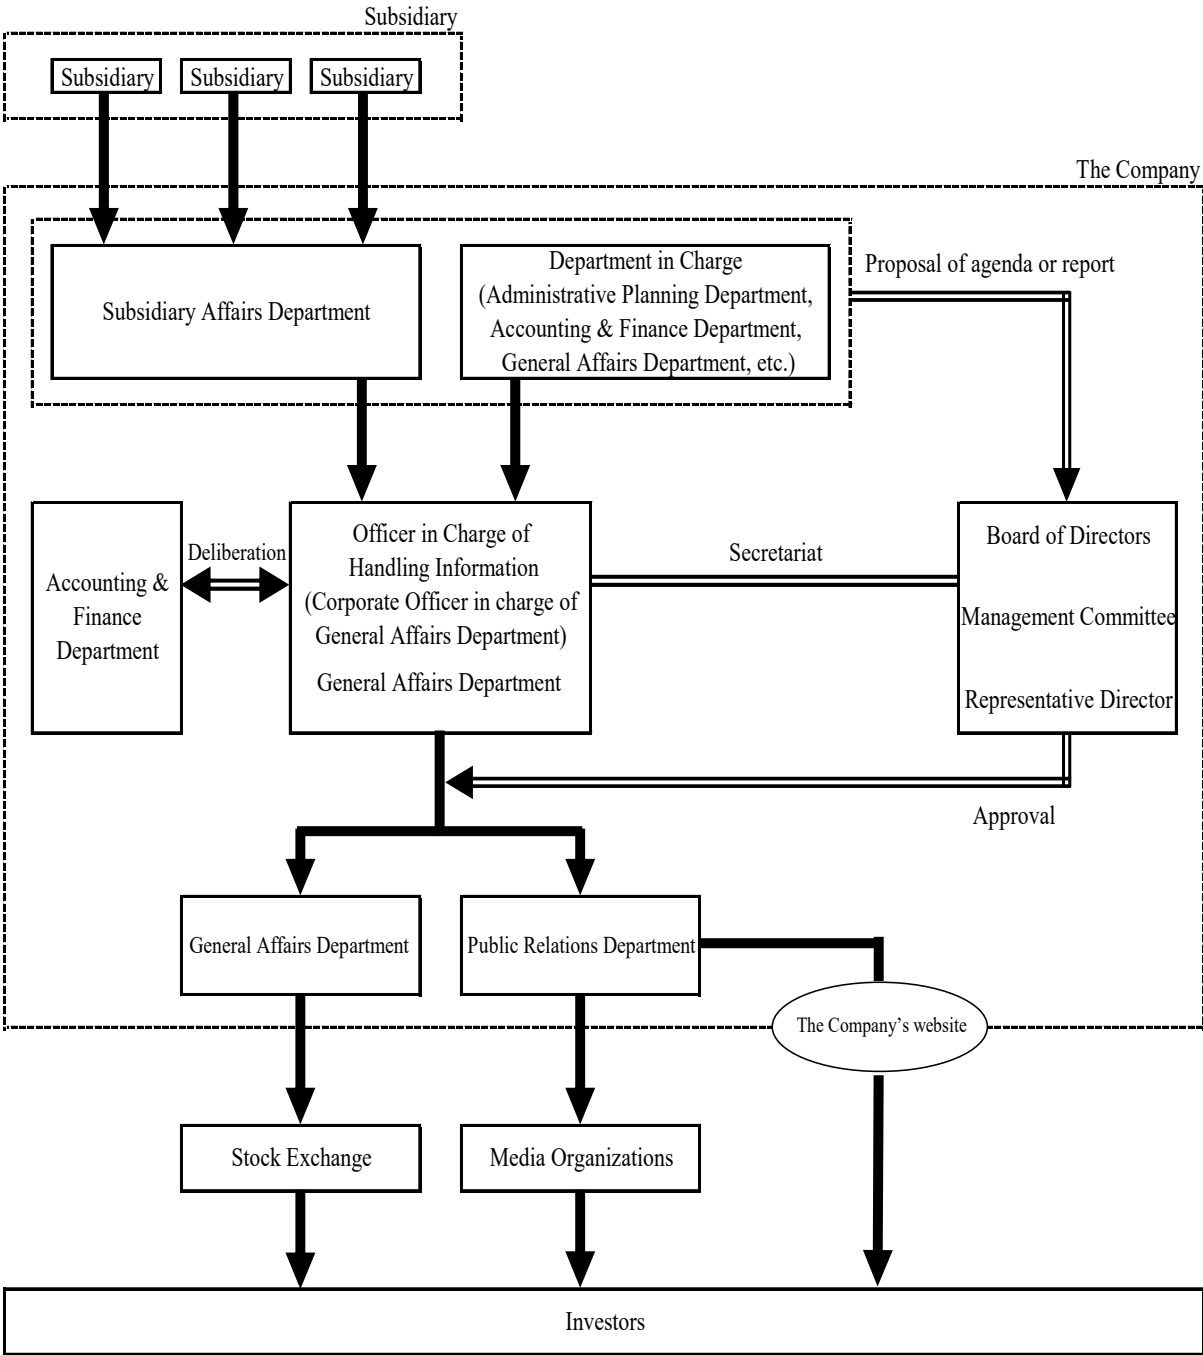 Subsidiary
Subsidiary
Subsidiary
Subsidiary
The Company
Subsidiary Affairs Department
Department in Charge
(Administrative Planning Department,
Accounting & Finance Department,
General Affairs Department, etc.)
Proposal of agenda or report
Accounting &
Finance
Department
Deliberation
Officer in Charge of
Handling Information
(Corporate Officer in charge of
General Affairs Department)
General Affairs Department
Secretariat
Board of Directors
Management Committee
Representative Director
Approval
General Affairs Department
Public Relations Department
The Company’s website
Stock Exchange
Media Organizations
Investors